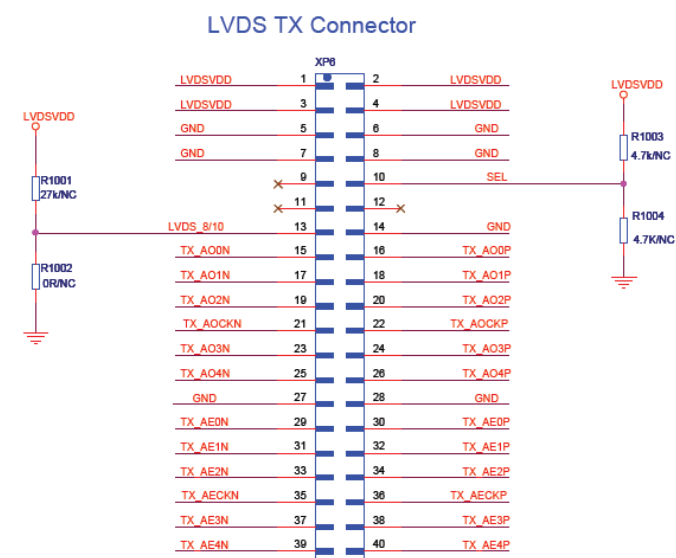 LVDS TX Connector
XP6
LVDSVDD 1 2 LVDSVDD
LVDSVDD
LVDSVDD 3 4 LVDSVDD
LVDSVDD
GND 5 6 GND
R1003
4.7k/NC
GND 7 8 GND
9 10 SEL
R1001
27k/NC
11 12
R1004
4.7K/NC
LVDS_8/10 13 14 GND
TX_AO0N 15 16 TX_AO0P
R1002
0R/NC
TX_AO1N 17 18 TX_AO1P
TX_AO2N 19 20 TX_AO2P
TX_AOCKN 21 22 TX_AOCKP
TX_AO3N 23 24 TX_AO3P
TX_AO4N 25 26 TX_AO4P
GND 27 28 GND
TX_AE0N 29 30 TX_AE0P
TX_AE1N 31 32 TX_AE1P
TX_AE2N 33 34 TX_AE2P
TX_AECKN 35 36 TX_AECKP
TX_AE3N 37 38 TX_AE3P
TX_AE4N 39 40 TX_AE4P